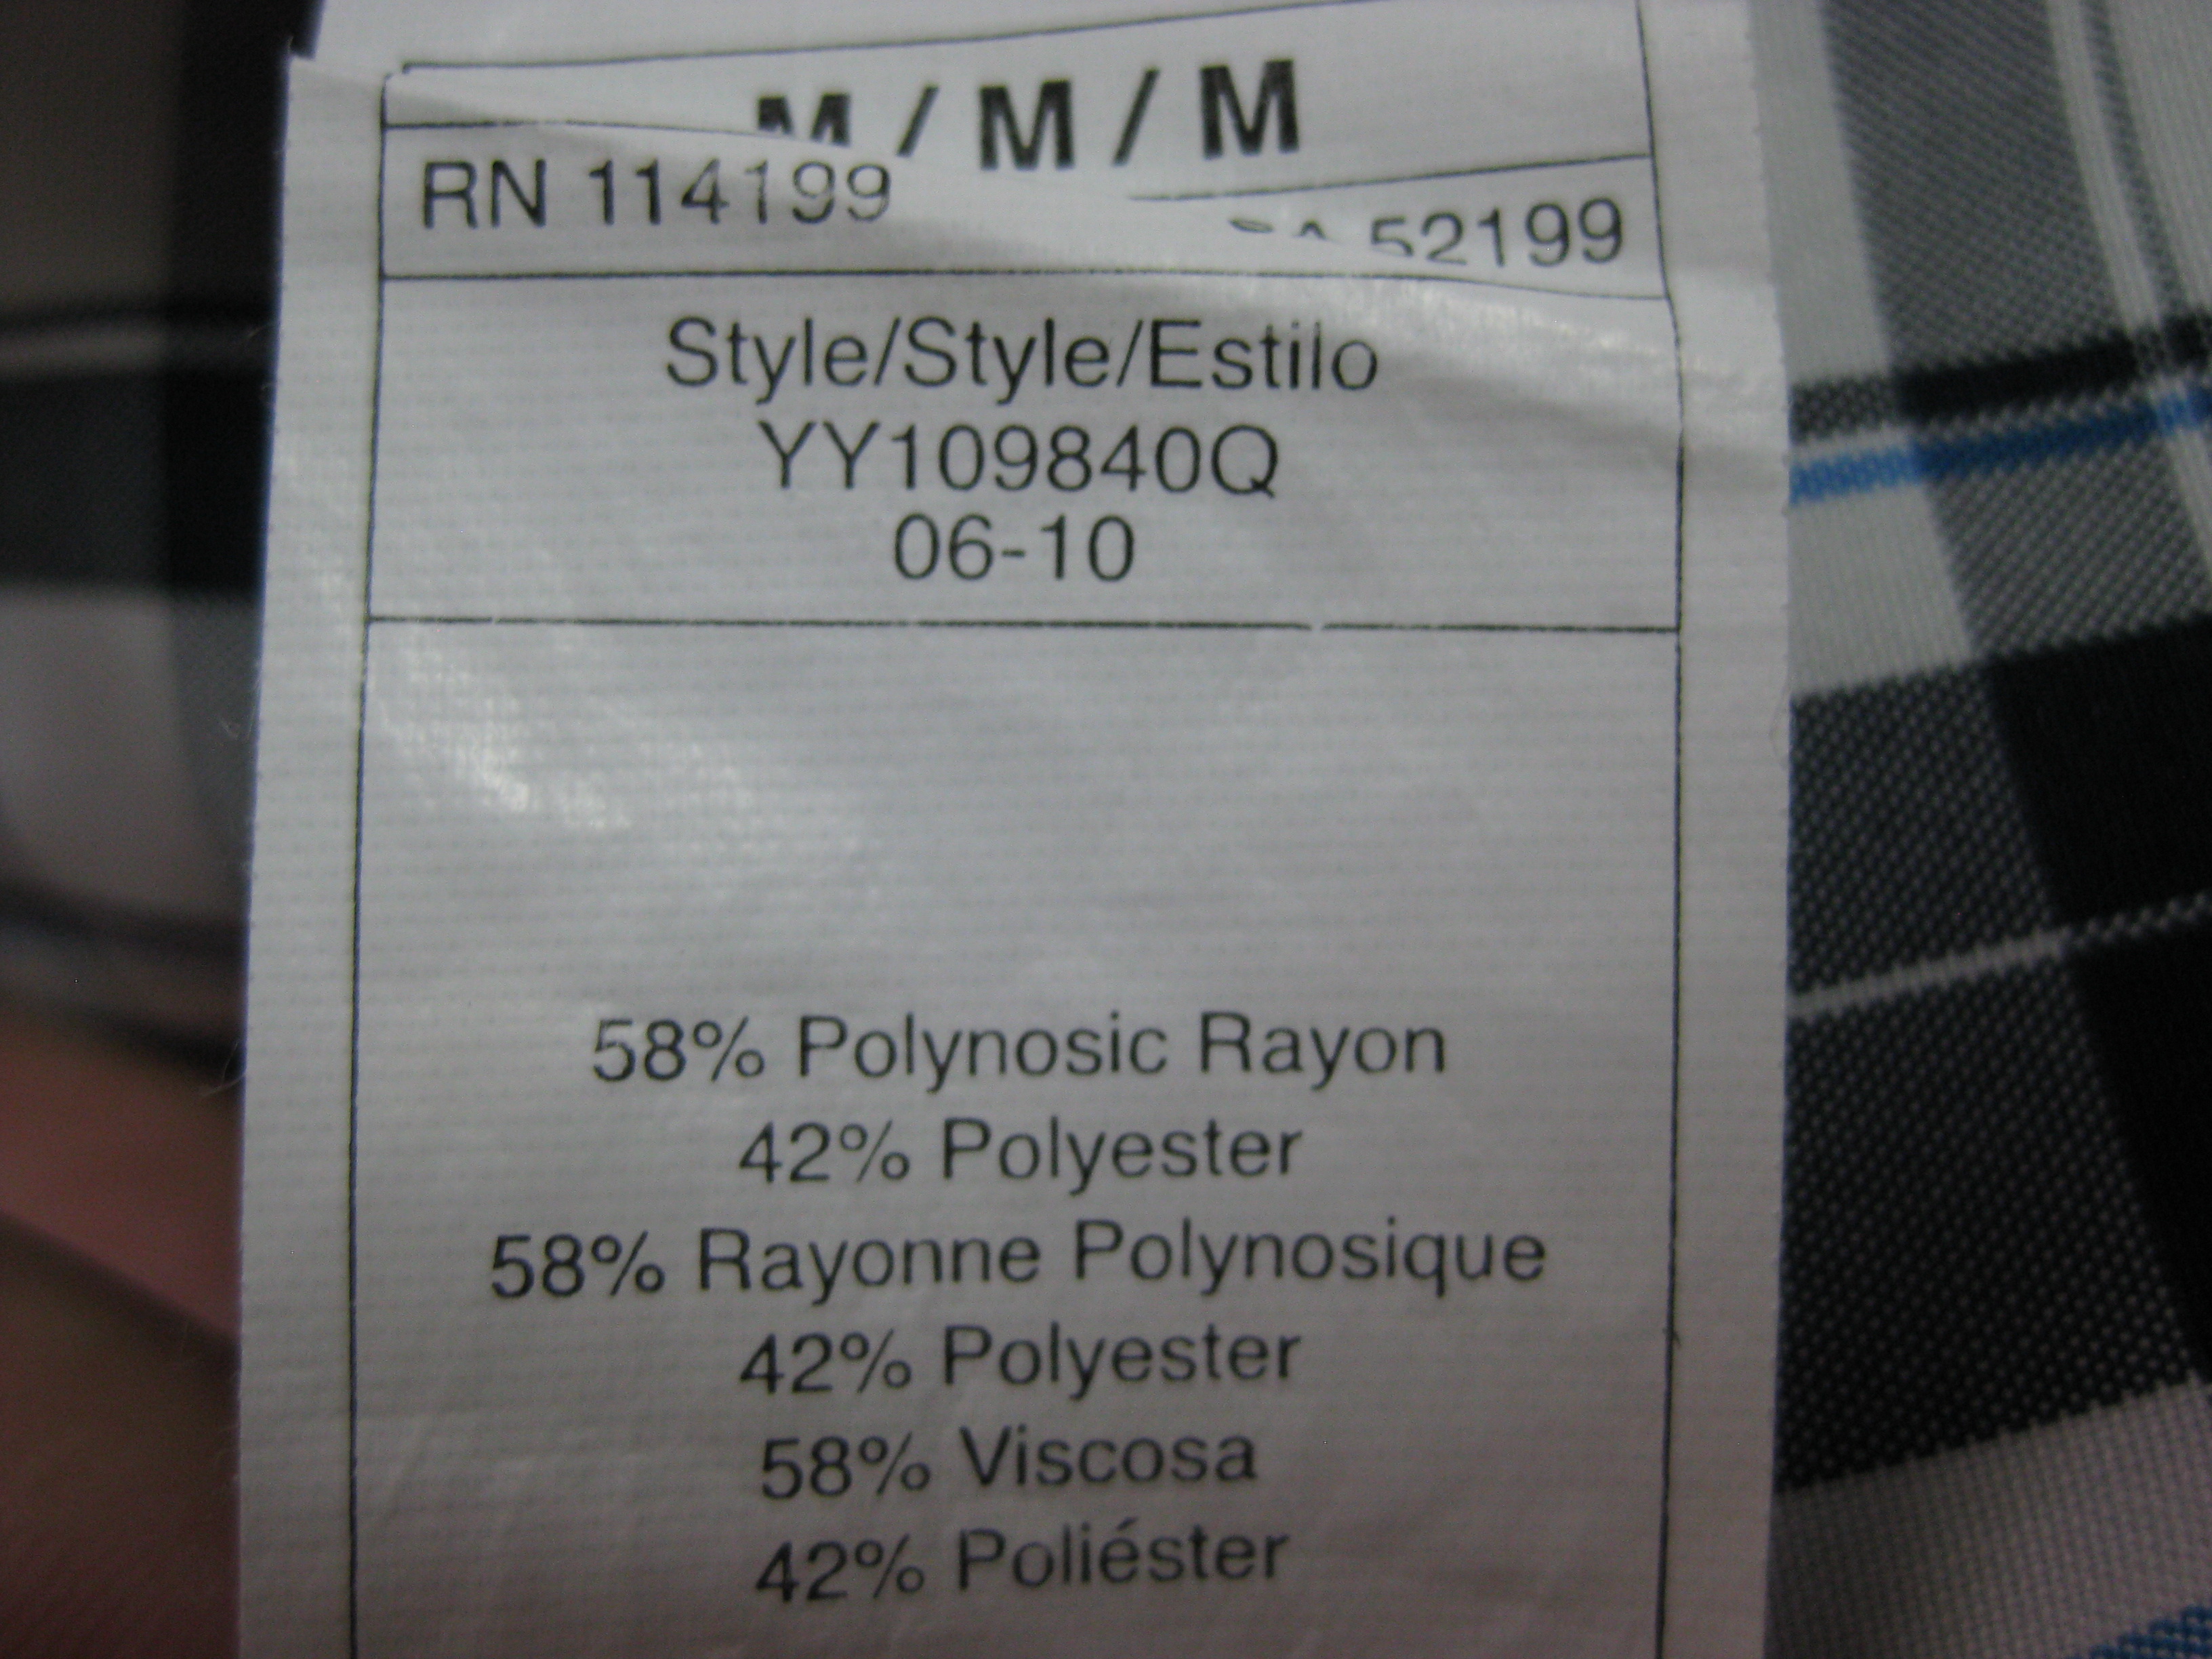 M / M / M
RN 114199 52199
Style/Style/Estilo
YY109840Q
06-10
58% Polynosic Rayon
42% Polyester
58% Rayonne Polynosique
42% Polyester
58% Viscosa
42% Poliéster